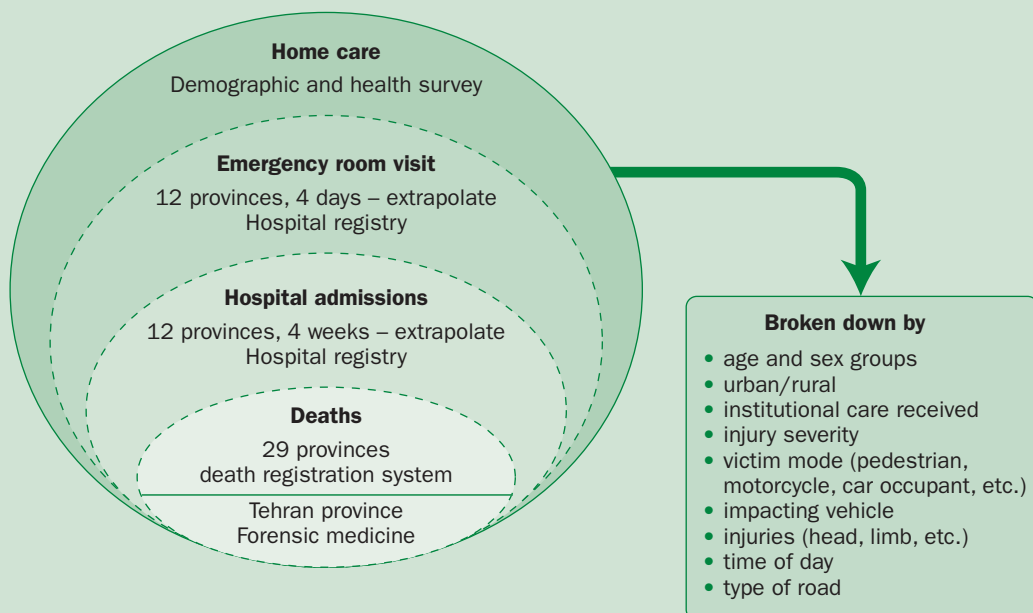 Home care
Demographic and health survey
Emergency room visit
12 provinces, 4 days – extrapolate
Hospital registry
Hospital admissions
12 provinces, 4 weeks – extrapolate
Hospital registry
Deaths
29 provinces
death registration system
Tehran province
Forensic medicine
Broken down by
• age and sex groups
• urban/rural
• institutional care received
• injury severity
• victim mode (pedestrian,
motorcycle, car occupant, etc.)
• impacting vehicle
• injuries (head, limb, etc.)
• time of day
• type of road